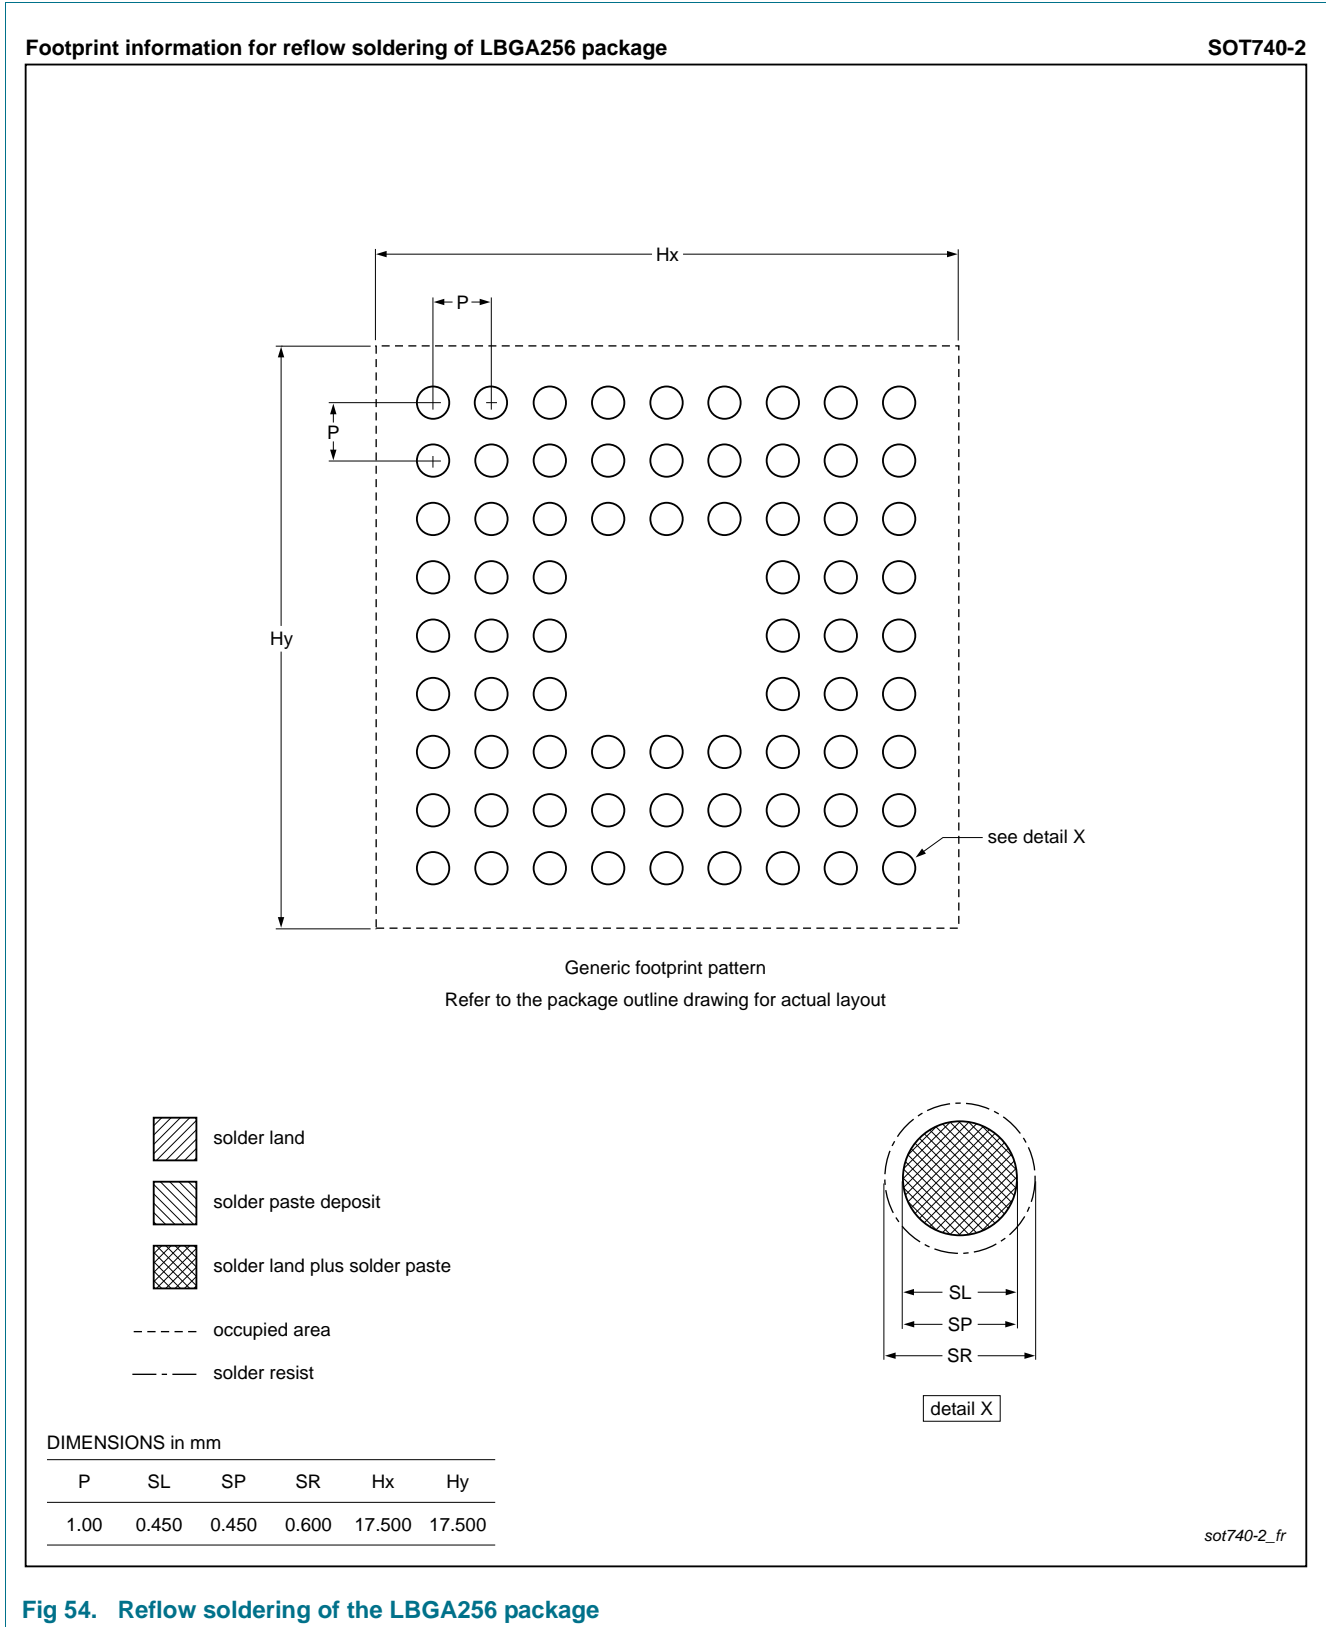 Footprint information for reflow soldering of LBGA256 package SOT740-2
Hx
P
P
Hy
see detail X
Generic footprint pattern
Refer to the package outline drawing for actual layout
solder land
solder paste deposit
solder land plus solder paste
occupied area
solder resist
SL
SP
SR
detail X
DIMENSIONS in mm
P SL SP SR Hx Hy
1.00 0.450 0.450 0.600 17.500 17.500
sot740-2_fr
Fig 54. Reflow soldering of the LBGA256 package